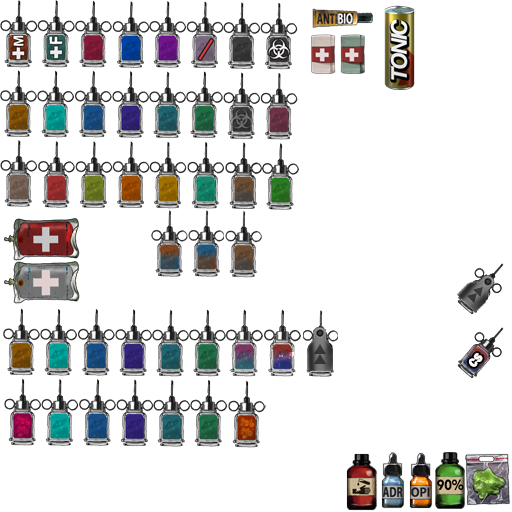 +M
+F
ANTIBIO
TONIC
ADR
OPI
90%